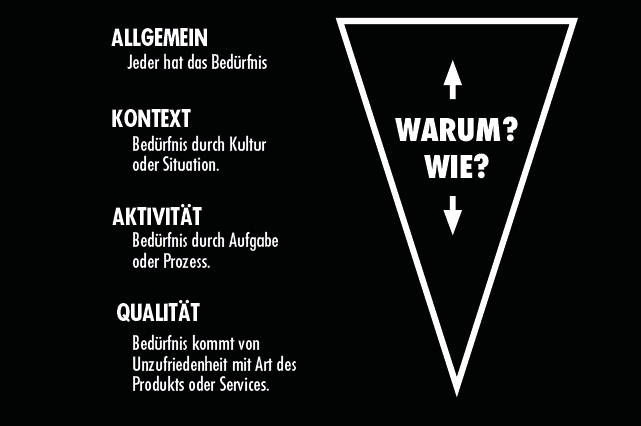 ALLGEMEIN
Jeder hat das Bedürfnis
KONTEXT
Bedürfnis durch Kultur
oder Situation.
AKTIVITÄT
Bedürfnis durch Aufgabe
oder Prozess.
QUALITÄT
Bedürfnis kommt von
Unzufriedenheit mit Art des
Produkts oder Services.
WARUM?
WIE?